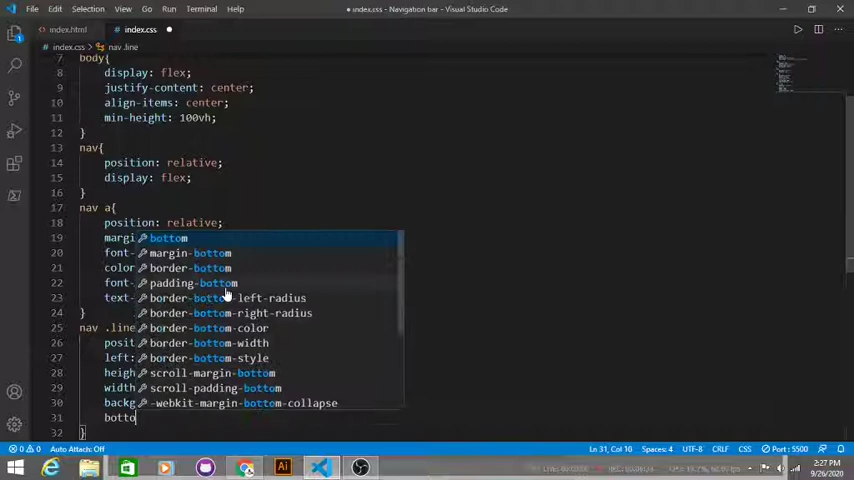 File Edit Selection View Go Run Terminal Help
● index.css - Navigation bar - Visual Studio Code
index.html
index.css
index.css > nav .line
7 body{
8 display: flex;
9 justify-content: center;
10 align-items: center;
11 min-height: 100vh;
12 }
13 nav{
14 position: relative;
15 display: flex;
16 }
17 nav a{
18 position: relative;
19 margi
bottom
20 font-
margin-bottom
21 color
border-bottom
22 font-
padding-bottom
23 text-
border-bottom-left-radius
24 }
border-bottom-right-radius
25 nav .line
border-bottom-color
26 posit
border-bottom-width
27 left:
border-bottom-style
28 heigh
scroll-margin-bottom
29 width
scroll-padding-bottom
30 backg
-webkit-margin-bottom-collapse
31 botto
32 }
0 0 Auto Attach: Off
Ln 31, Col 10 Spaces: 4 UTF-8 CRLF CSS Port : 5500
Ai
2:27 PM
9/26/2020